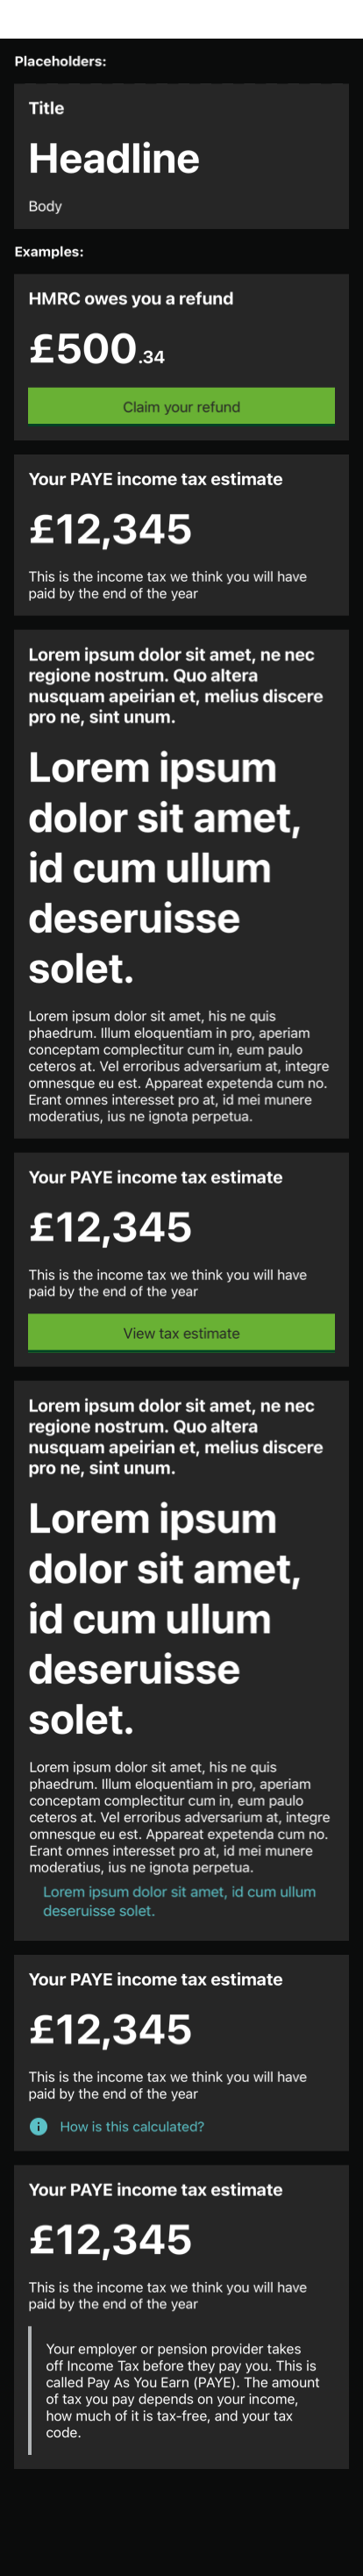 Placeholders:
Title
Headline
Body
Examples:
HMRC owes you a refund
£500.34
Claim your refund
Your PAYE income tax estimate
£12,345
This is the income tax we think you will have
paid by the end of the year
Lorem ipsum dolor sit amet, ne nec
regione nostrum. Quo altera
nusquam apeirian et, melius discere
pro ne, sint unum.
Lorem ipsum
dolor sit amet,
id cum ullum
deseruisse
solet.
Lorem ipsum dolor sit amet, his ne quis
phaedrum. Illum eloquentiam in pro, aperiam
conceptam complectitur cum in, eum paulo
ceteros at. Vel erroribus adversarium at, integre
omnesque eu est. Appareat expetenda cum no.
Erant omnes interesset pro at, id mei munere
moderatius, ius ne ignota perpetua.
Your PAYE income tax estimate
£12,345
This is the income tax we think you will have
paid by the end of the year
View tax estimate
Lorem ipsum dolor sit amet, ne nec
regione nostrum. Quo altera
nusquam apeirian et, melius discere
pro ne, sint unum.
Lorem ipsum
dolor sit amet,
id cum ullum
deseruisse
solet.
Lorem ipsum dolor sit amet, his ne quis
phaedrum. Illum eloquentiam in pro, aperiam
conceptam complectitur cum in, eum paulo
ceteros at. Vel erroribus adversarium at, integre
omnesque eu est. Appareat expetenda cum no.
Erant omnes interesset pro at, id mei munere
moderatius, ius ne ignota perpetua.
Lorem ipsum dolor sit amet, id cum ullum
deseruisse solet.
Your PAYE income tax estimate
£12,345
This is the income tax we think you will have
paid by the end of the year
How is this calculated?
Your PAYE income tax estimate
£12,345
This is the income tax we think you will have
paid by the end of the year
Your employer or pension provider takes
off Income Tax before they pay you. This is
called Pay As You Earn (PAYE). The amount
of tax you pay depends on your income,
how much of it is tax-free, and your tax
code.